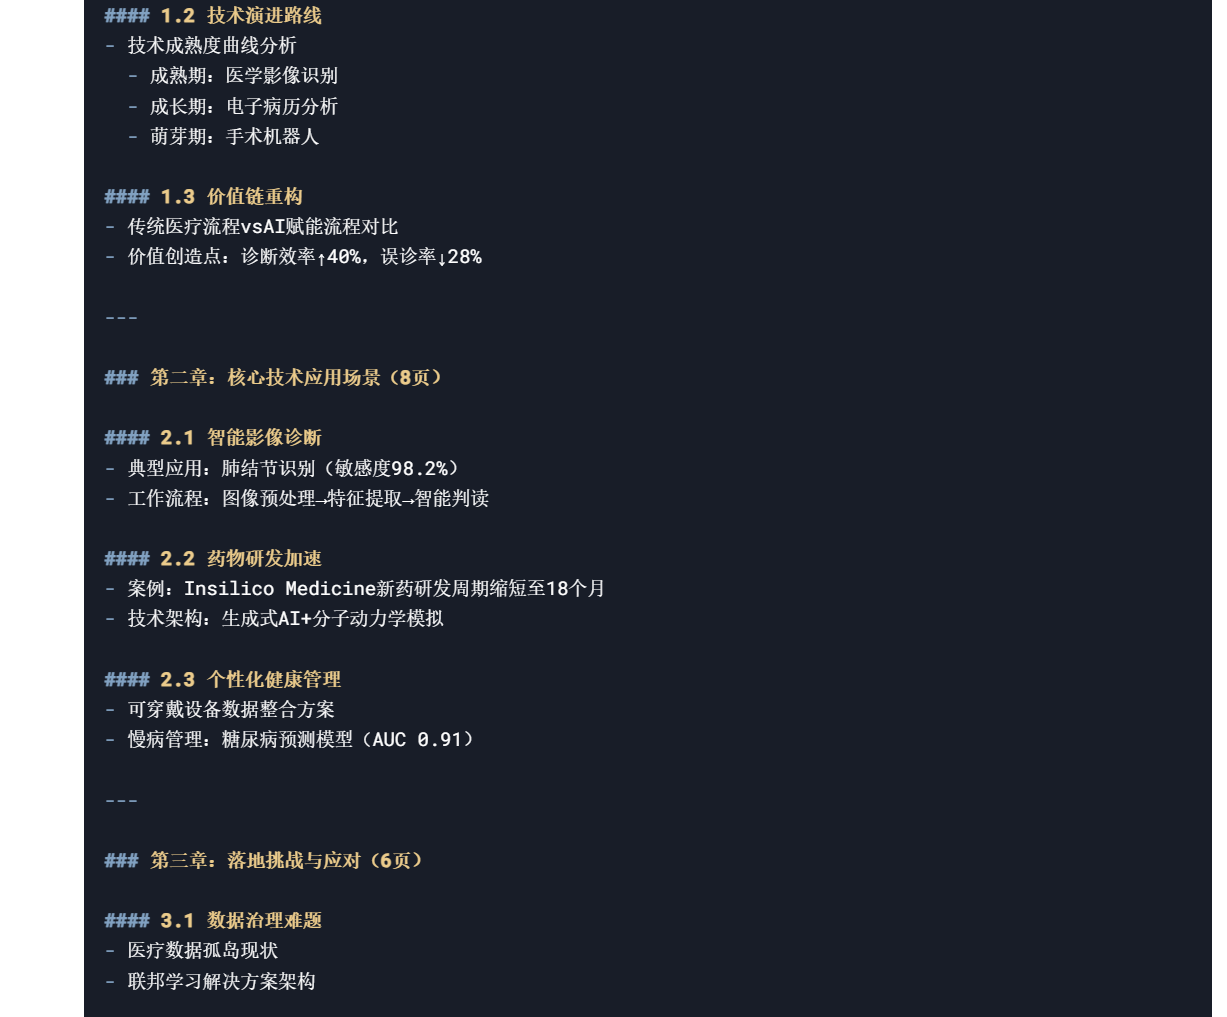 #### 1.2 技术演进路线
- 技术成熟度曲线分析
  - 成熟期：医学影像识别
  - 成长期：电子病历分析
  - 萌芽期：手术机器人
#### 1.3 价值链重构
- 传统医疗流程vsAI赋能流程对比
- 价值创造点：诊断效率↑40%，误诊率↓28%
---
### 第二章：核心技术应用场景（8页）
#### 2.1 智能影像诊断
- 典型应用：肺结节识别（敏感度98.2%）
- 工作流程：图像预处理→特征提取→智能判读
#### 2.2 药物研发加速
- 案例：Insilico Medicine新药研发周期缩短至18个月
- 技术架构：生成式AI+分子动力学模拟
#### 2.3 个性化健康管理
- 可穿戴设备数据整合方案
- 慢病管理：糖尿病预测模型（AUC 0.91）
---
### 第三章：落地挑战与应对（6页）
#### 3.1 数据治理难题
- 医疗数据孤岛现状
- 联邦学习解决方案架构